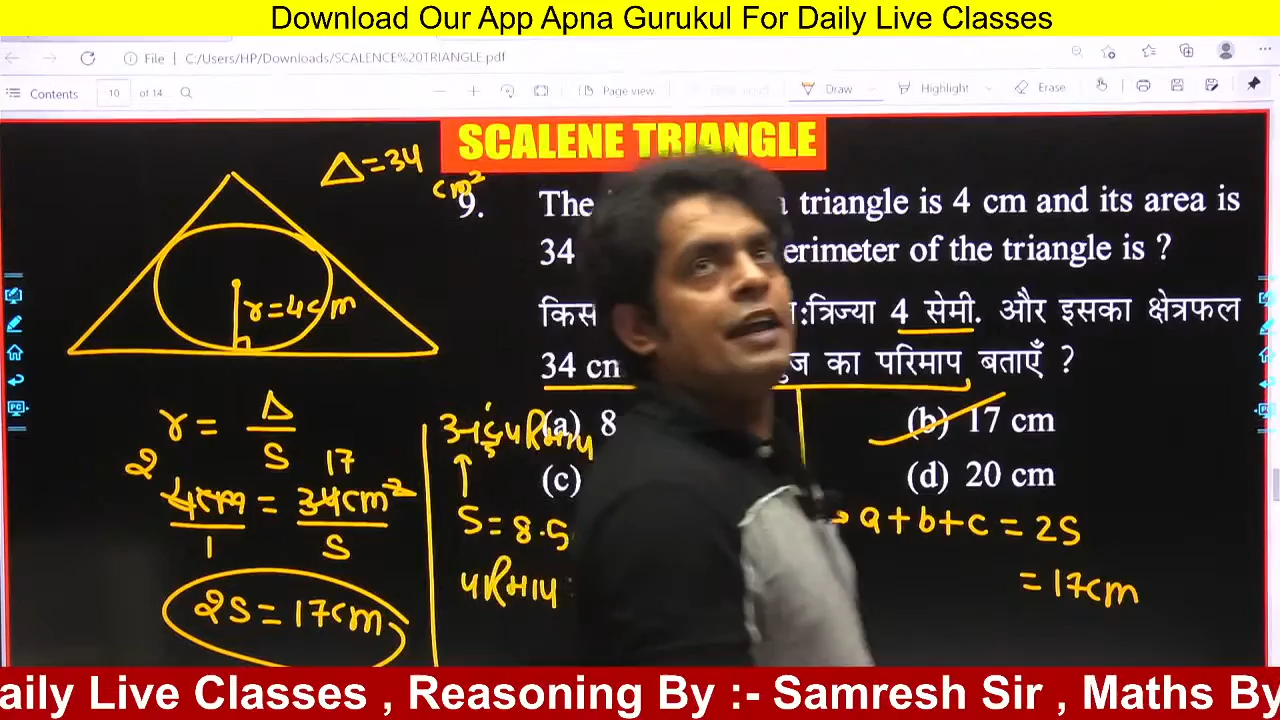 Download Our App Apna Gurukul For Daily Live Classes
File | C:/Users/HP/Downloads/SCALENCE%20TRIANGLE.pdf
Contents 10 of 14 Page view Draw Highlight Erase
SCALENE TRIANGLE
Δ=34 cm²
r=4cm
9. The triangle is 4 cm and its area is
34 erimeter of the triangle is ?
किस :त्रिज्या 4 सेमी. और इसका क्षेत्रफल
34 cm ुज का परिमाप बताएँ ?
(a) 8 (b) 17 cm
(c) (d) 20 cm
r = Δ/S
2 17
4cm/1 = 34cm²/S
2S = 17cm
अर्द्धपरिमाप
S = 8.5
परिमाप
a+b+c = 2S
= 17cm
aily Live Classes , Reasoning By :- Samresh Sir , Maths By